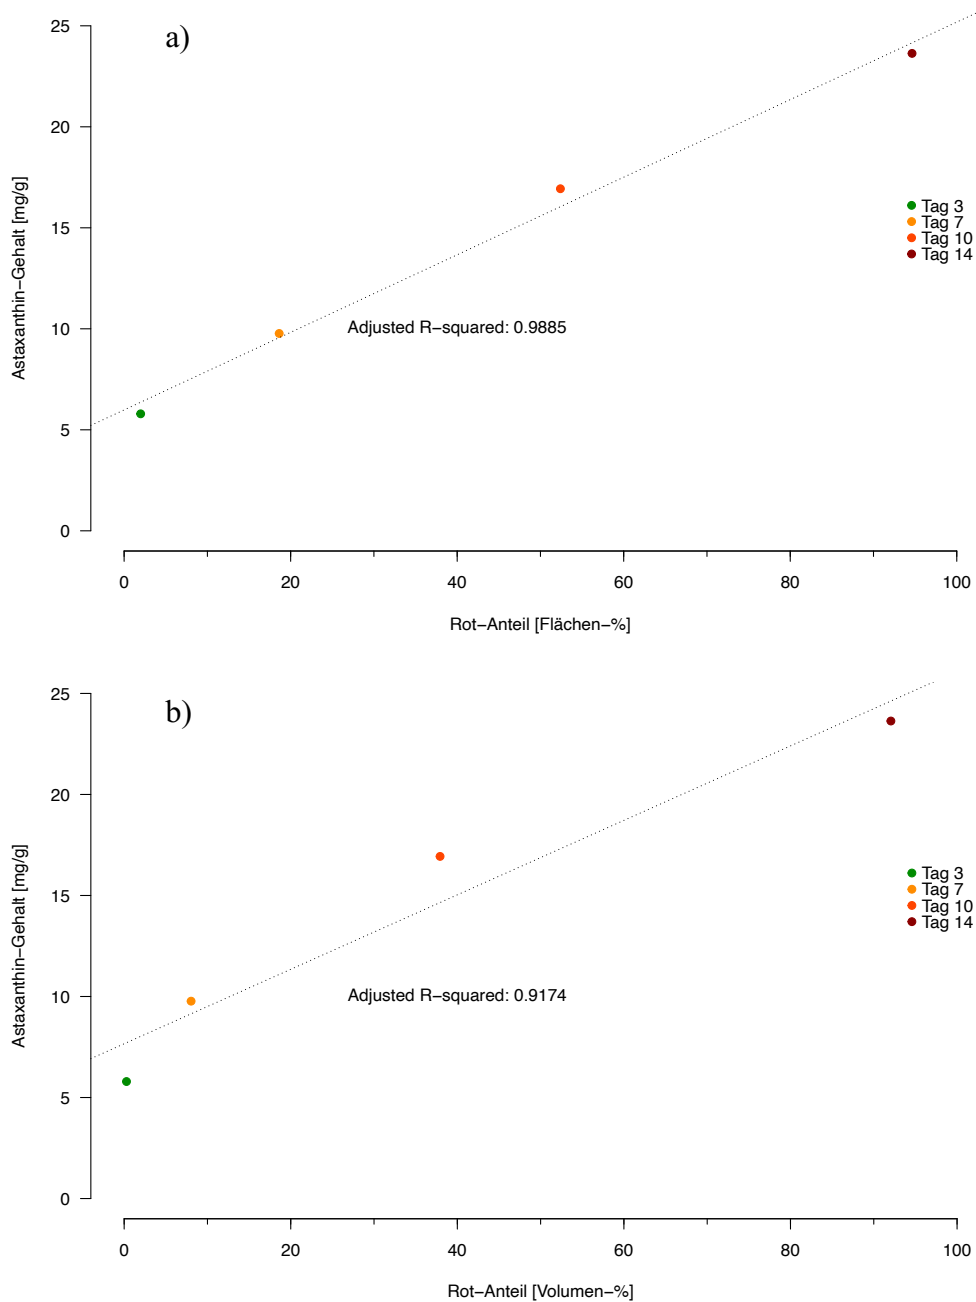 a)
25
20
15
10
5
0
Astaxanthin−Gehalt [mg/g]
Tag 3
Tag 7
Tag 10
Tag 14
Adjusted R−squared: 0.9885
0 20 40 60 80 100
Rot−Anteil [Flächen−%]
b)
25
20
15
10
5
0
Astaxanthin−Gehalt [mg/g]
Tag 3
Tag 7
Tag 10
Tag 14
Adjusted R−squared: 0.9174
0 20 40 60 80 100
Rot−Anteil [Volumen−%]